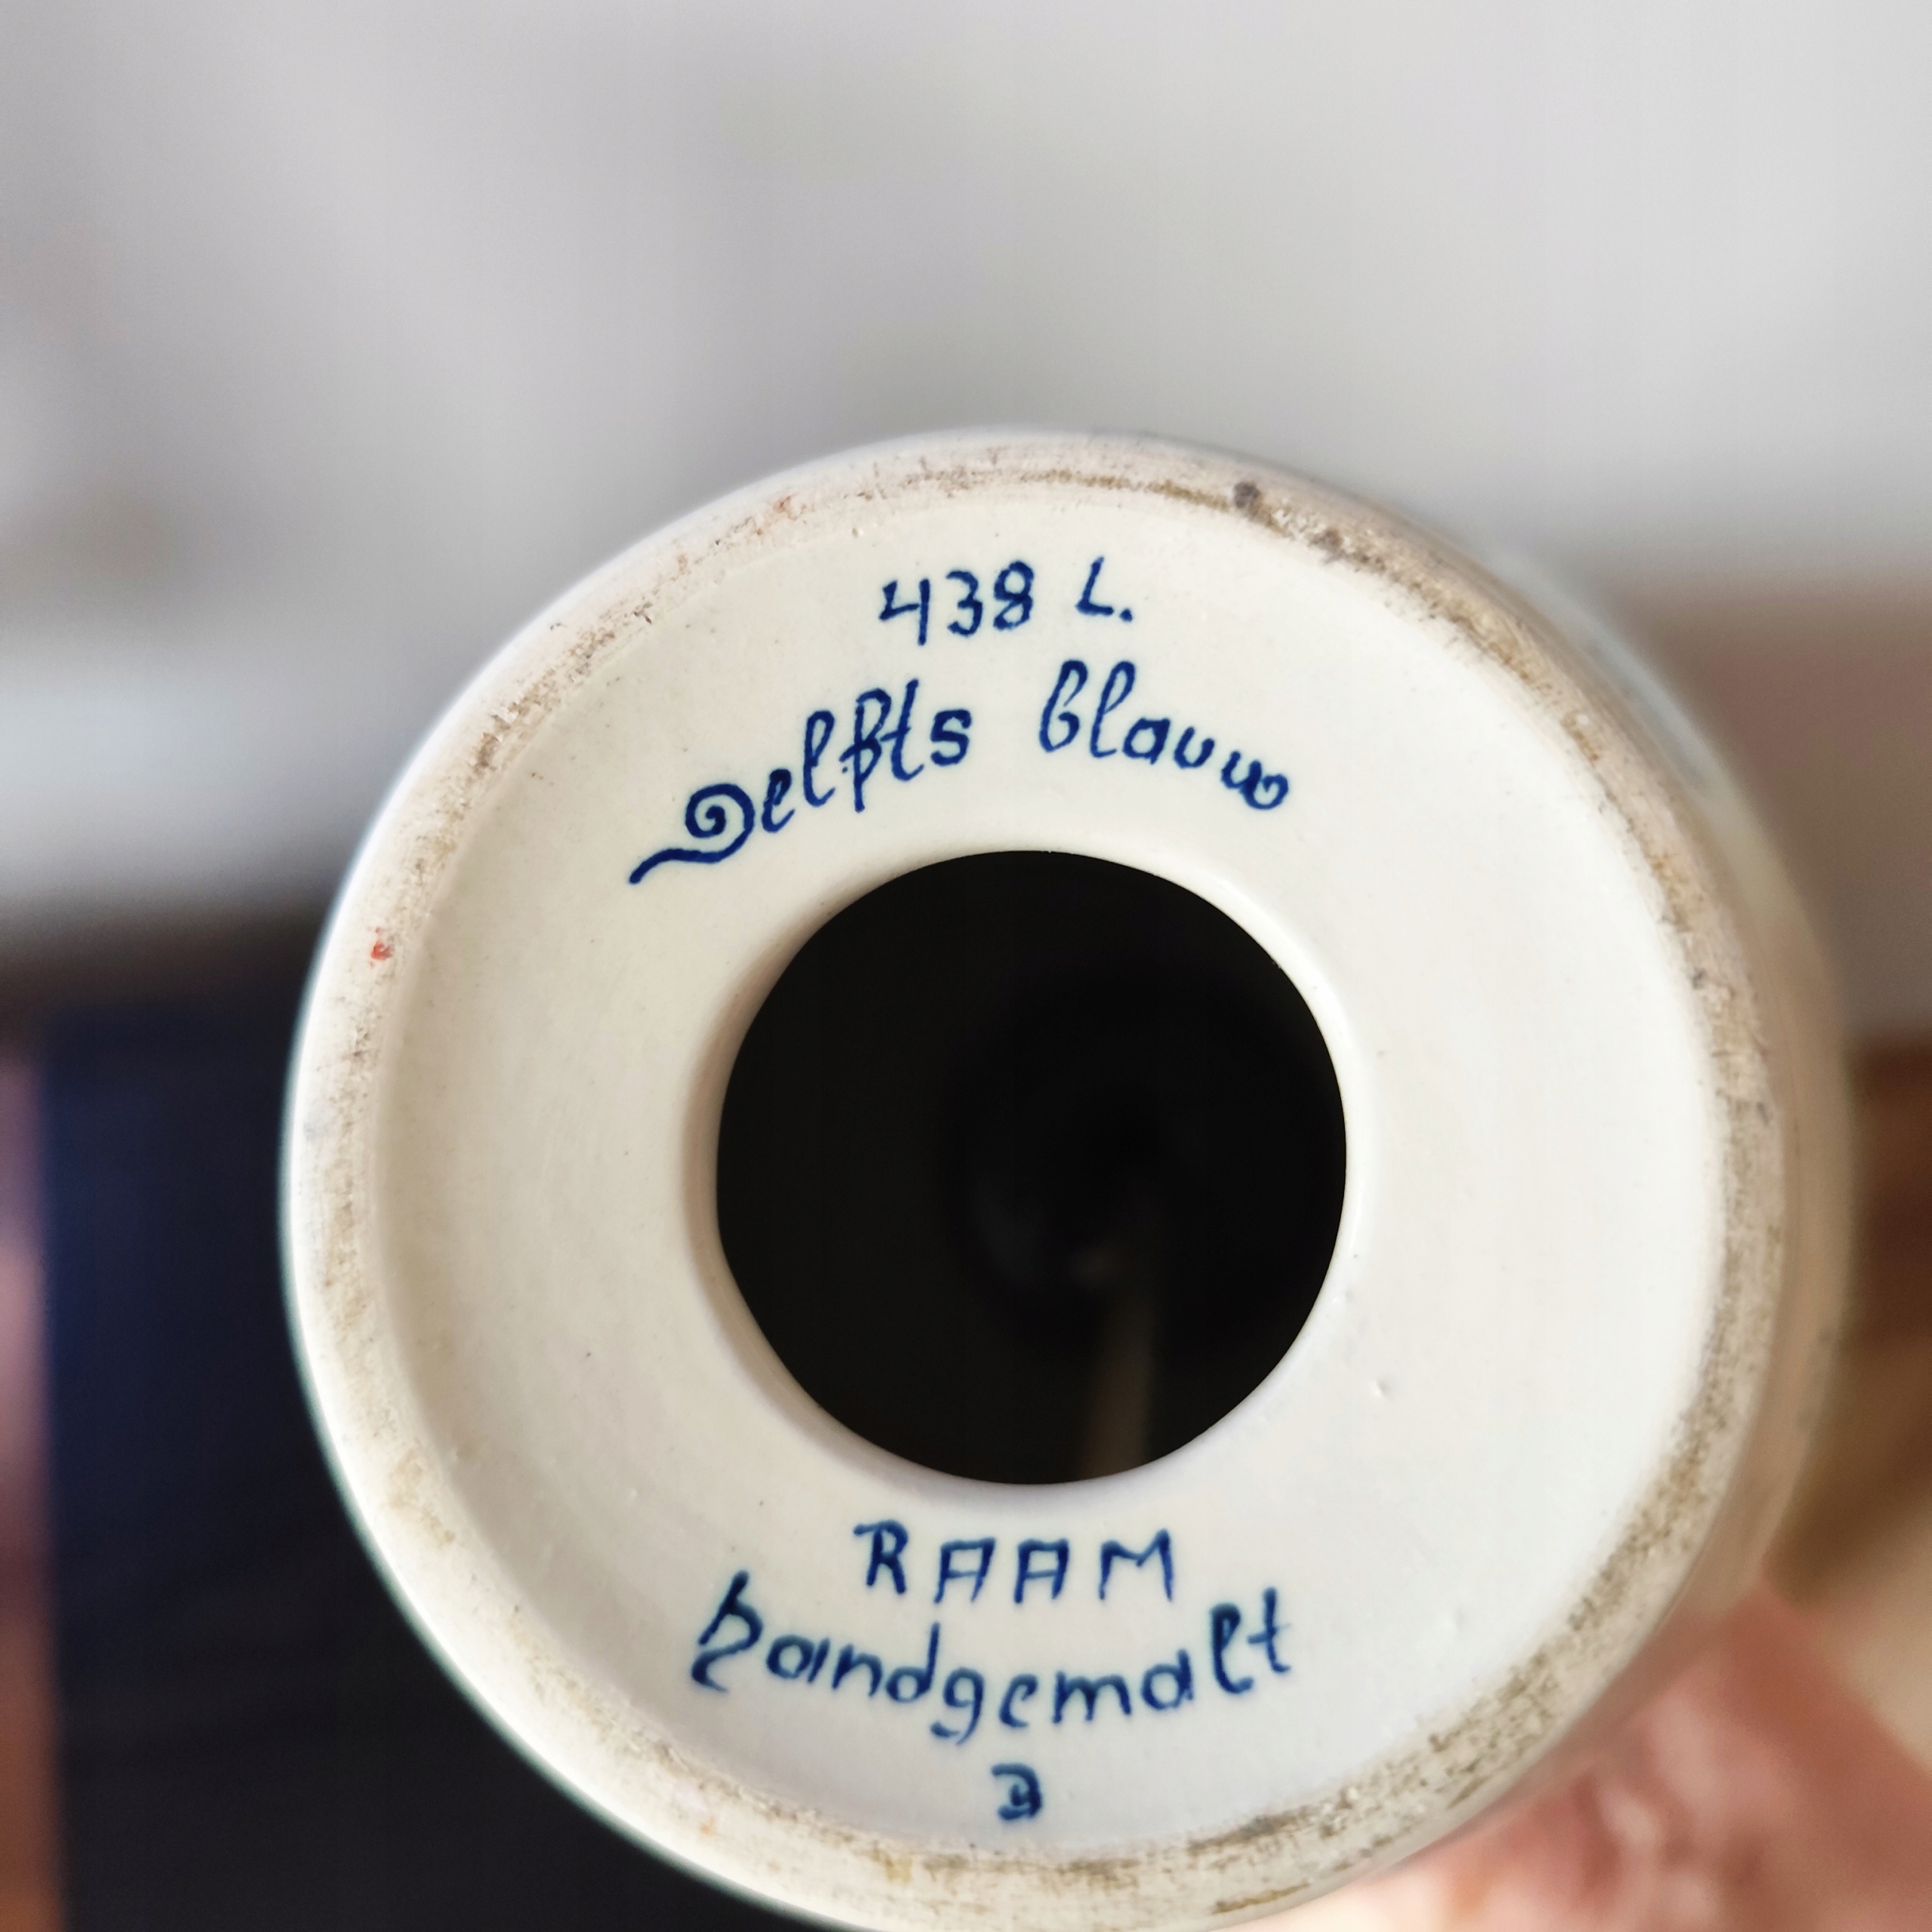 438 L.
Delfts blauw
RAAM
handgemalt
B